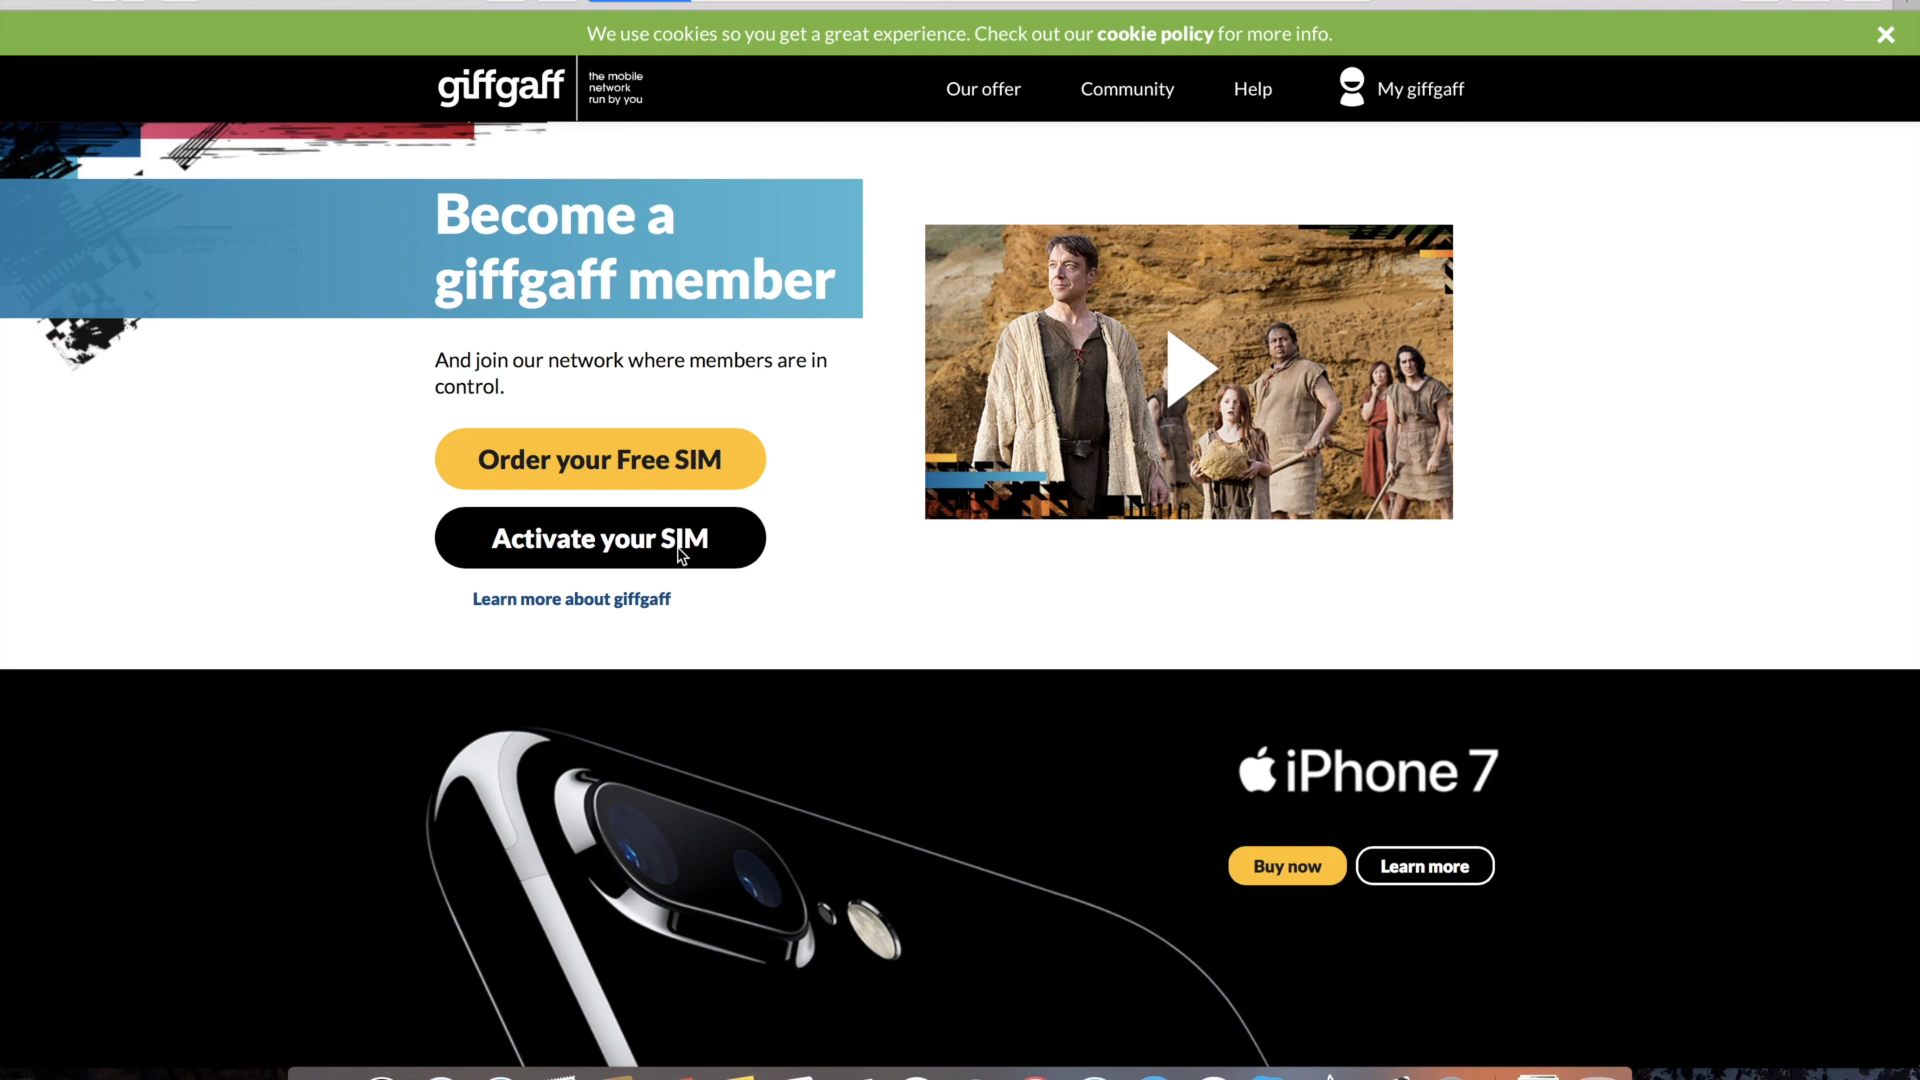 We use cookies so you get a great experience. Check out our cookie policy for more info.
giffgaff
the mobile
network
run by you
Our offer
Community
Help
My giffgaff
Become a
giffgaff member
And join our network where members are in
control.
Order your Free SIM
Activate your SIM
Learn more about giffgaff
iPhone 7
Buy now
Learn more